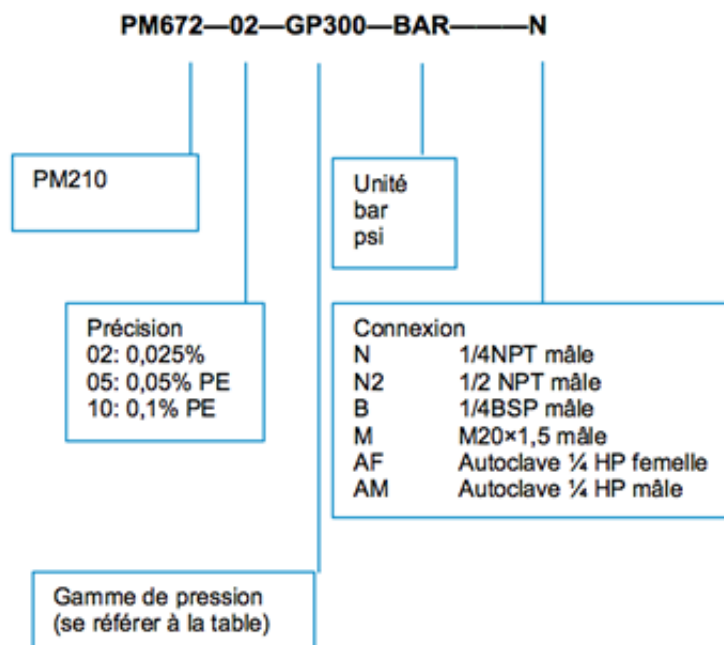 PM672—02—GP300—BAR———N
PM210
Unité
bar
psi
Précision
02: 0,025%
05: 0,05% PE
10: 0,1% PE
Connexion
N 1/4NPT mâle
N2 1/2 NPT mâle
B 1/4BSP mâle
M M20×1,5 mâle
AF Autoclave ¼ HP femelle
AM Autoclave ¼ HP mâle
Gamme de pression
(se référer à la table)